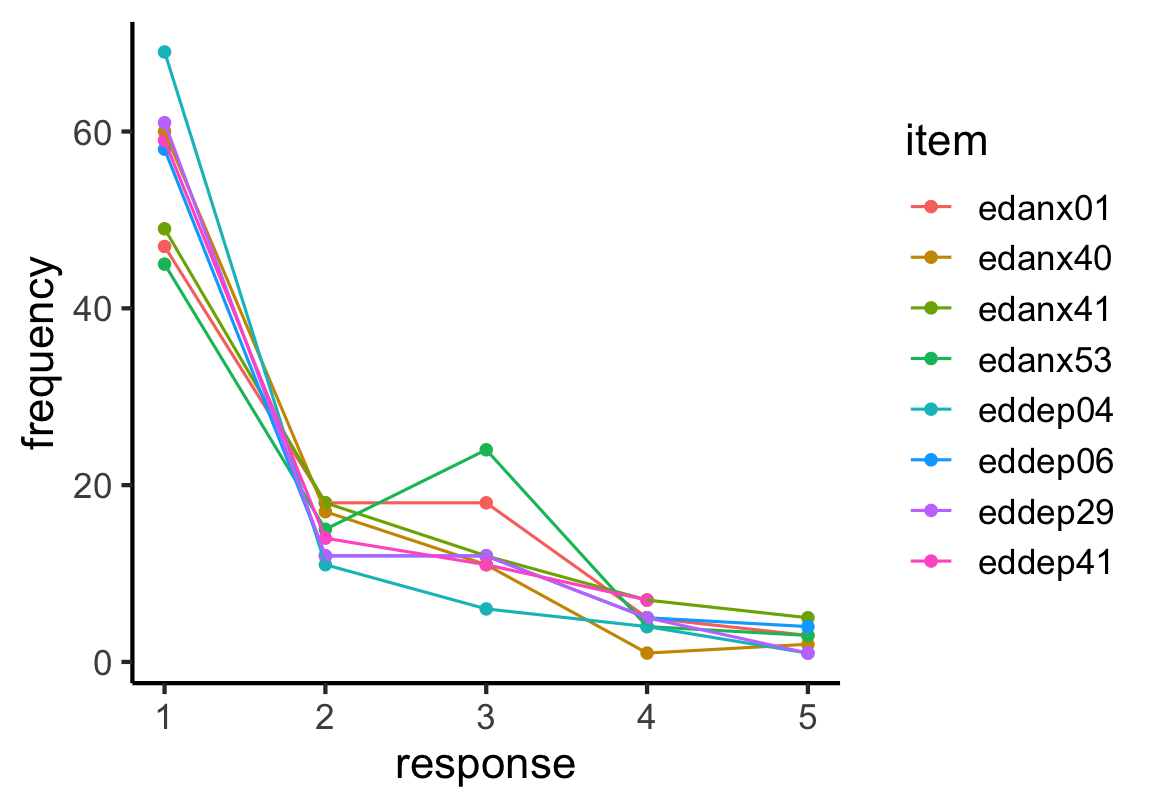 60
40
20
0
frequency
1 2 3 4 5
response
item
edanx01
edanx40
edanx41
edanx53
eddep04
eddep06
eddep29
eddep41